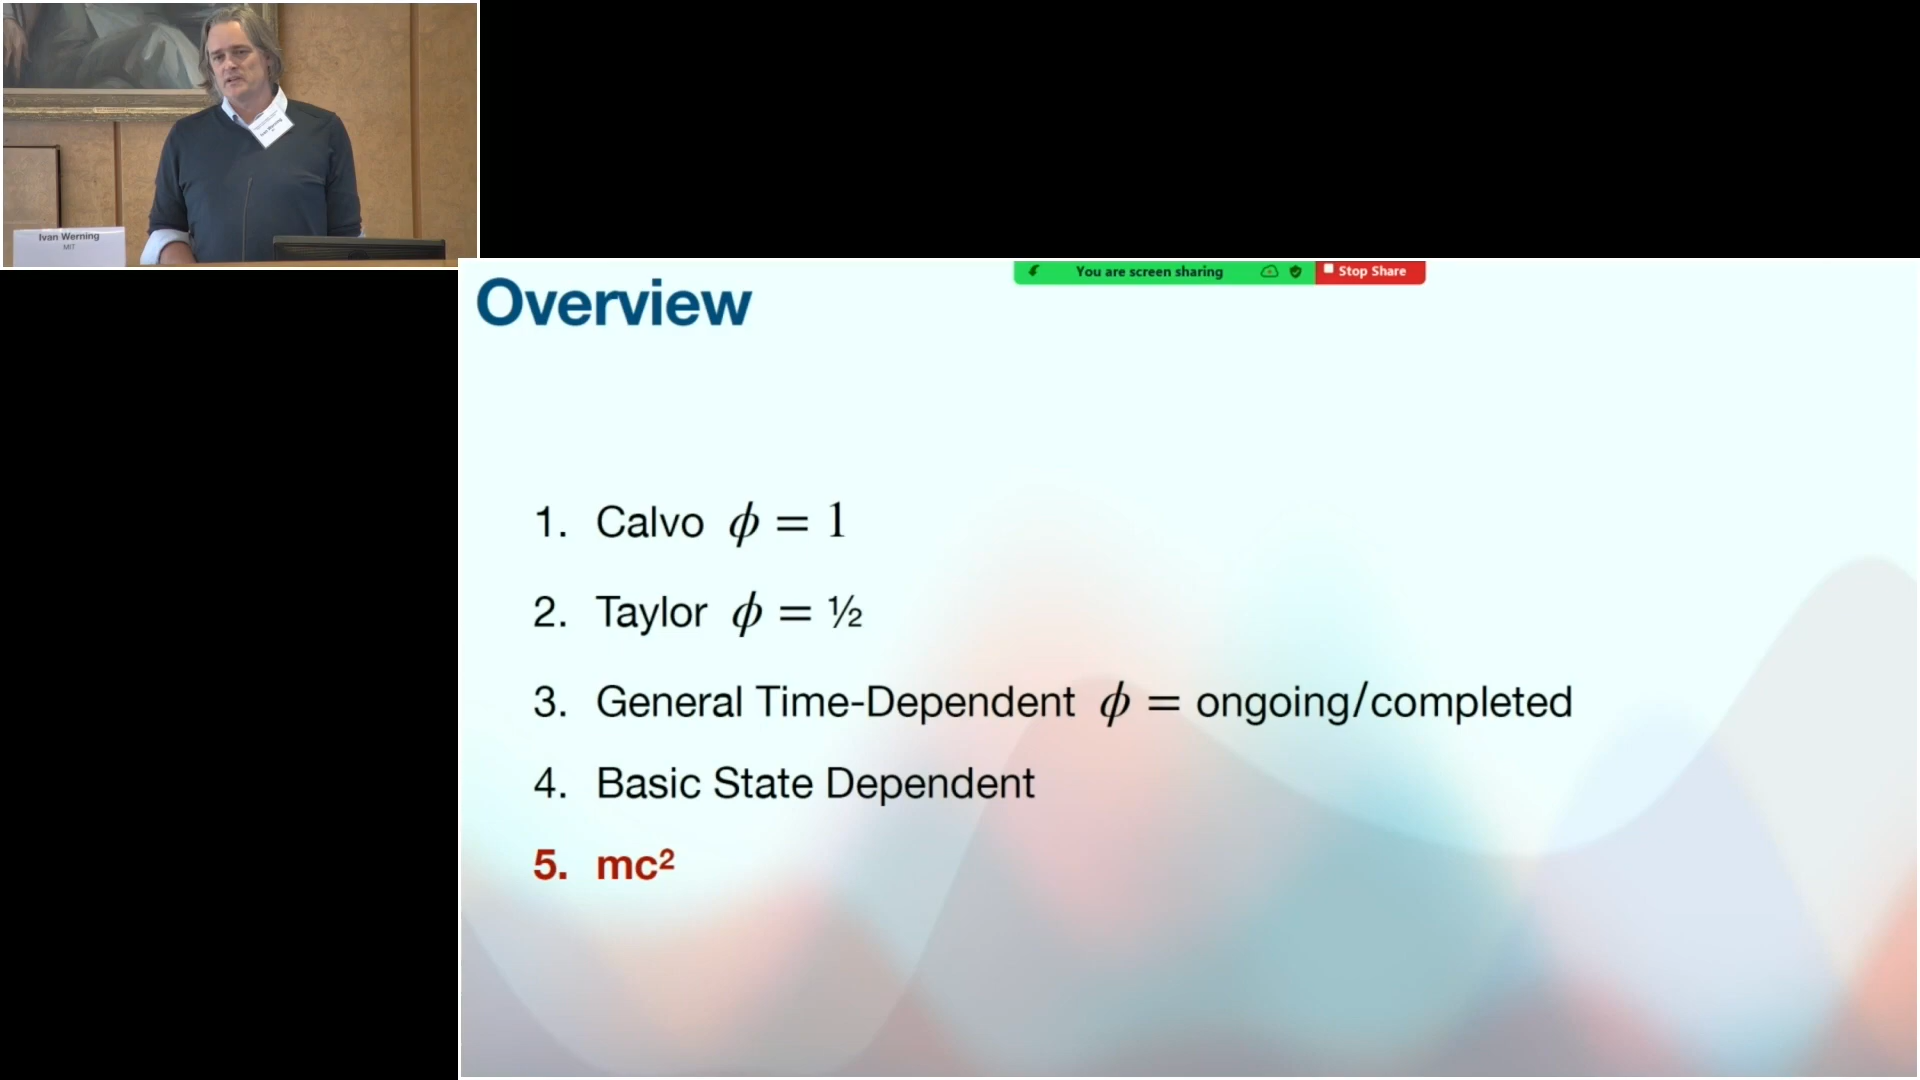 Ivan Werning
MIT
You are screen sharing
Stop Share
Overview
1. Calvo ϕ = 1
2. Taylor ϕ = ½
3. General Time-Dependent ϕ = ongoing/completed
4. Basic State Dependent
5. mc²